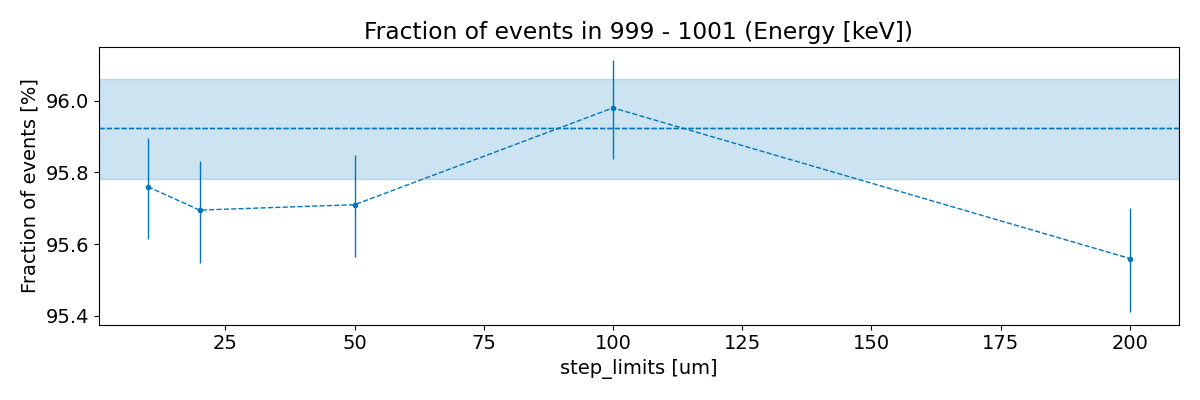 Fraction of events in 999 - 1001 (Energy [keV])
Fraction of events [%]
96.0
95.8
95.6
95.4
25 50 75 100 125 150 175 200
step_limits [um]